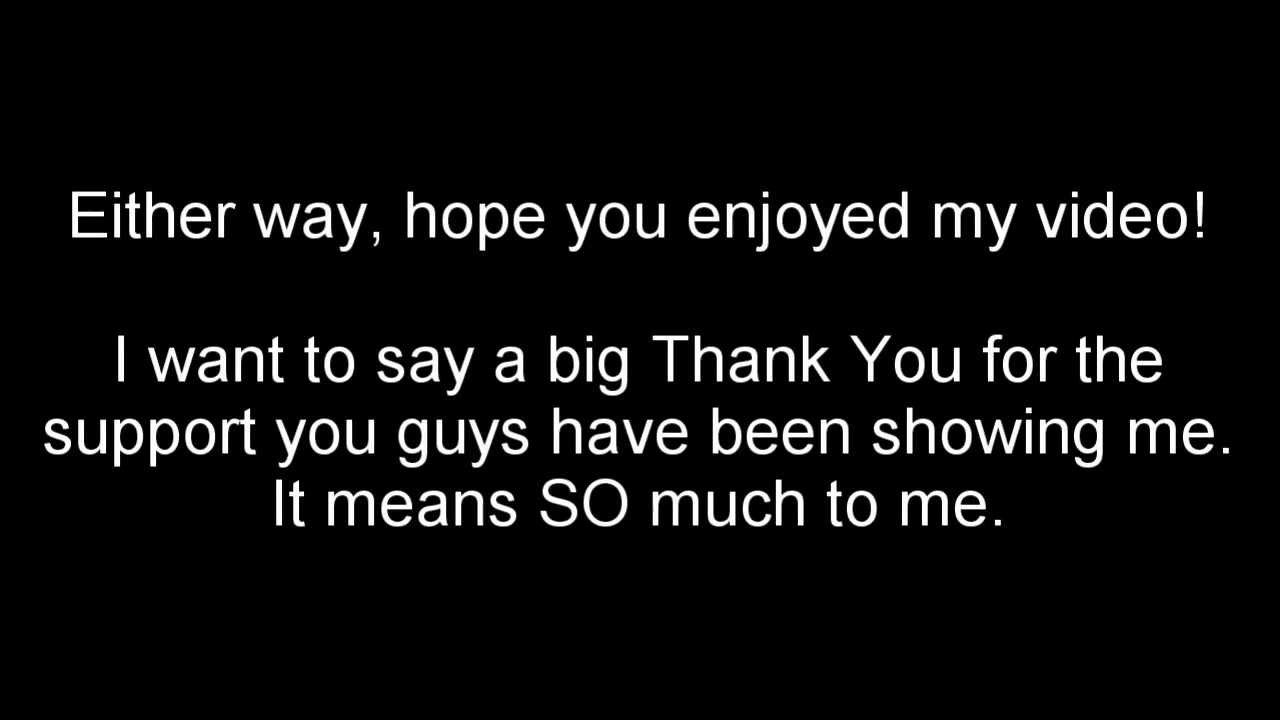 Either way, hope you enjoyed my video!
I want to say a big Thank You for the
support you guys have been showing me.
It means SO much to me.